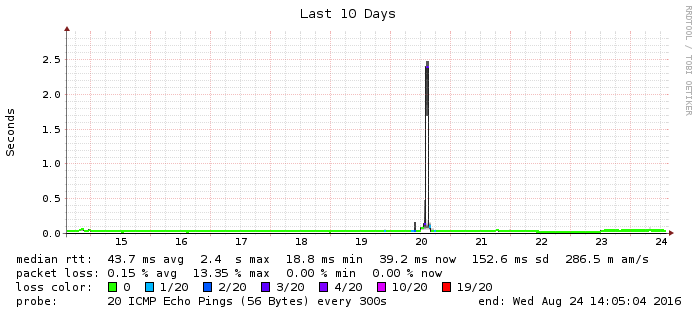 Last 10 Days
RRDTOOL / TOBI OETIKER
Seconds
2.5
2.0
1.5
1.0
0.5
0.0
15 16 17 18 19 20 21 22 23 24
median rtt: 43.7 ms avg 2.4 s max 18.8 ms min 39.2 ms now 152.6 ms sd 286.5 m am/s
packet loss: 0.15 % avg 13.35 % max 0.00 % min 0.00 % now
loss color: 0 1/20 2/20 3/20 4/20 10/20 19/20
probe: 20 ICMP Echo Pings (56 Bytes) every 300s end: Wed Aug 24 14:05:04 2016